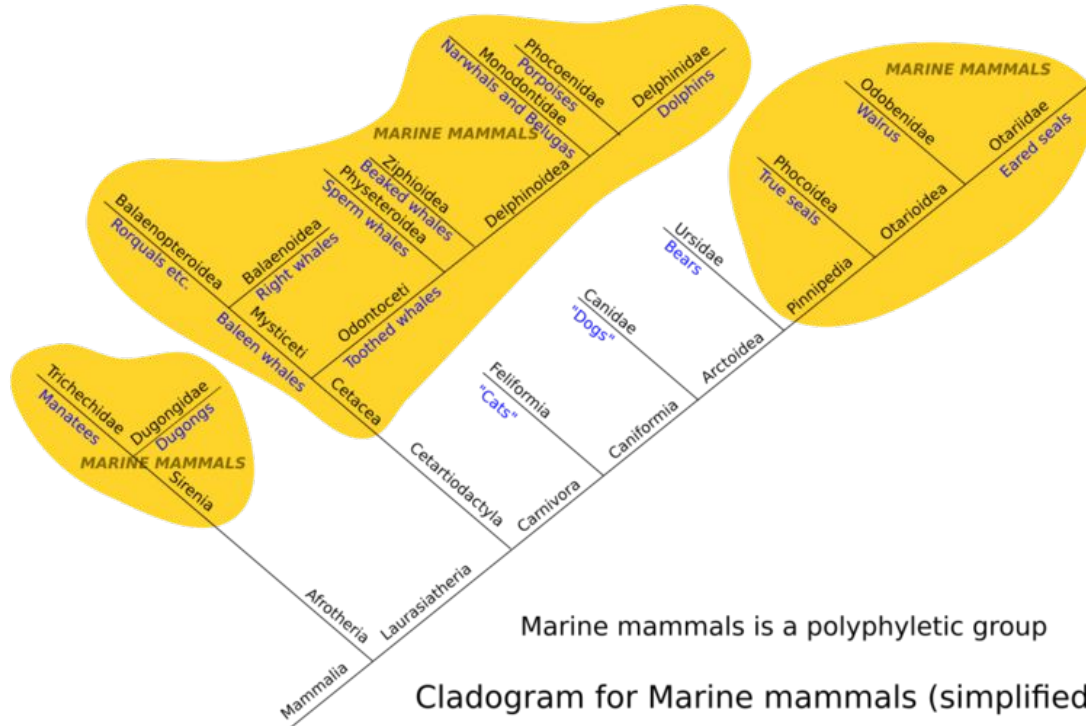 Phocoenidae
Porpoises
Monodontidae
Narwhals and Belugas
Delphinidae
Dolphins
MARINE MAMMALS
MARINE MAMMALS
Odobenidae
Walrus
Otariidae
Eared seals
Phocoidea
True seals
Otarioidea
Pinnipedia
Ziphioidea
Beaked whales
Physeteroidea
Sperm whales
Delphinoidea
Balaenopteroidea
Rorquals etc.
Balaenoidea
Right whales
Mysticeti
Baleen whales
Odontoceti
Toothed whales
Cetacea
Ursidae
Bears
Canidae
"Dogs"
Arctoidea
Feliformia
"Cats"
Caniformia
Trichechidae
Manatees
Dugongidae
Dugongs
MARINE MAMMALS
Sirenia
Cetartiodactyla
Carnivora
Afrotheria
Laurasiatheria
Mammalia
Marine mammals is a polyphyletic group
Cladogram for Marine mammals (simplified